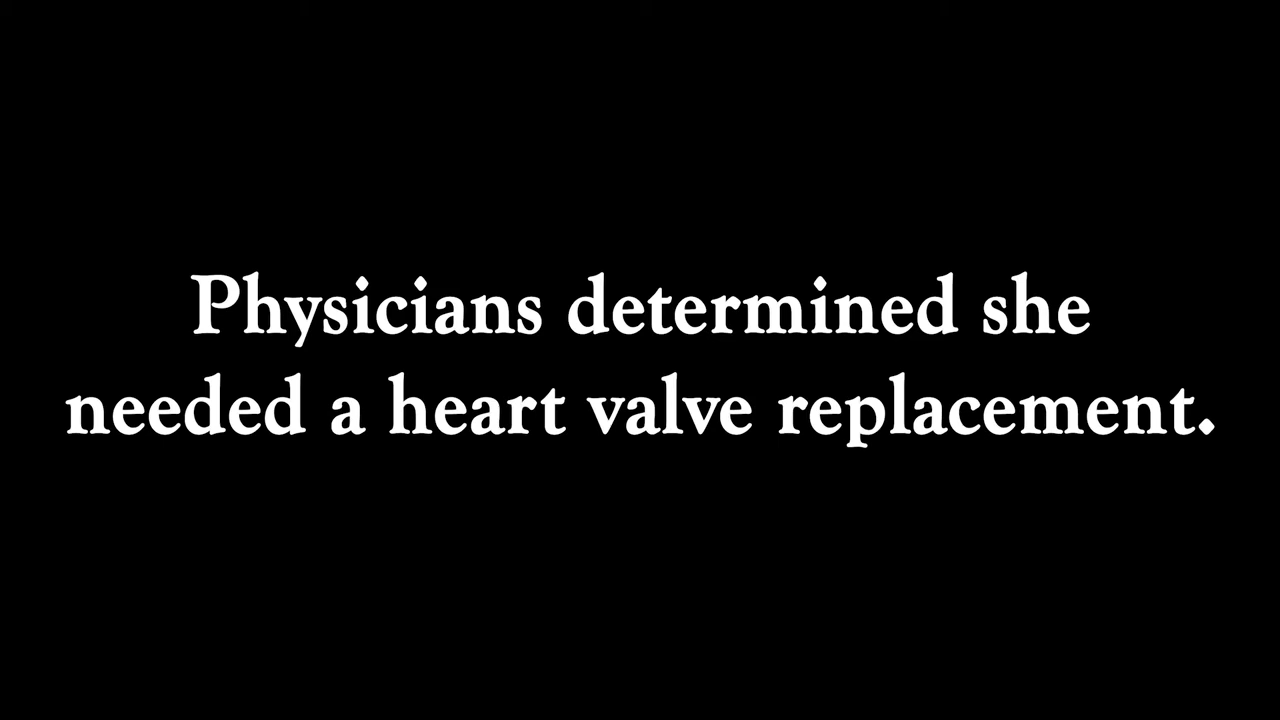 Physicians determined she
needed a heart valve replacement.